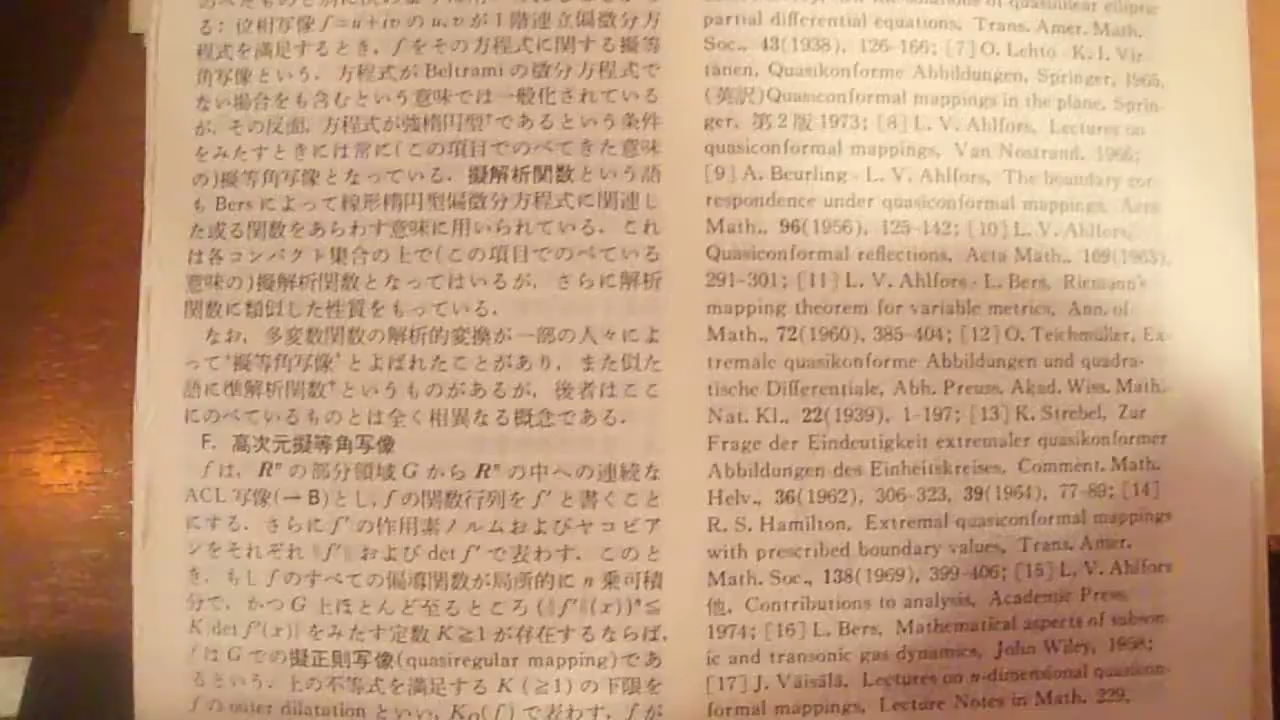 る：位相写像 f=u+iv の u, v が1階連立偏微分方
程式を満足するとき，f をその方程式に関する擬等
角写像という．方程式が Beltrami の微分方程式で
ない場合をも含むという意味では一般化されている
が，その反面，方程式が強楕円型†であるという条件
をみたすときには常に(この項目でのべてきた意味
の)擬等角写像となっている．擬解析関数という語
も Bers によって線形楕円型偏微分方程式に関連し
た或る関数をあらわす意味に用いられている．これ
は各コンパクト集合の上で(この項目でのべている
意味の)擬解析関数となってはいるが，さらに解析
関数に類似した性質をもっている．
なお，多変数関数の解析的変換が一部の人々によ
って‘擬等角写像’とよばれたことがあり，また似た
語に準解析関数†というものがあるが，後者はここ
にのべているものとは全く相異なる概念である．
F. 高次元擬等角写像
f は，Rⁿ の部分領域 G から Rⁿ の中への連続な
ACL 写像(→ B)とし，f の関数行列を f′ と書くこと
にする．さらに f′ の作用素ノルムおよびヤコビア
ンをそれぞれ ‖f′‖ および det f′ で表わす．このと
き，もし f のすべての偏導関数が局所的に n 乗可積
分で，かつ G 上ほとんど至るところ (‖f′‖(x))ⁿ≦
K|det f′(x)| をみたす定数 K≧1 が存在するならば，
f は G での擬正則写像(quasiregular mapping)であ
るという．上の不等式を満足する K (≧1) の下限を
f の outer dilatation といい，K₀(f) で表わす．f が
partial differential equations, Trans. Amer. Math.
Soc., 43(1938), 126-166; [7] O. Lehto - K. I. Vir-
tanen, Quasikonforme Abbildungen, Springer, 1965,
(英訳)Quasiconformal mappings in the plane, Sprin-
ger, 第2版 1973; [8] L. V. Ahlfors, Lectures on
quasiconformal mappings, Van Nostrand, 1966;
[9] A. Beurling - L. V. Ahlfors, The boundary cor-
respondence under quasiconformal mappings, Acta
Math., 96(1956), 125-142; [10] L. V. Ahlfors,
Quasiconformal reflections, Acta Math., 109(1963),
291-301; [11] L. V. Ahlfors - L. Bers, Riemann's
mapping theorem for variable metrics, Ann. of
Math., 72(1960), 385-404; [12] O. Teichmüller, Ex-
tremale quasikonforme Abbildungen und quadra-
tische Differentiale, Abh. Preuss. Akad. Wiss. Math.
Nat. Kl., 22(1939), 1-197; [13] K. Strebel, Zur
Frage der Eindeutigkeit extremaler quasikonformer
Abbildungen des Einheitskreises, Comment. Math.
Helv., 36(1962), 306-323, 39(1964), 77-89; [14]
R. S. Hamilton, Extremal quasiconformal mappings
with prescribed boundary values, Trans. Amer.
Math. Soc., 138(1969), 399-406; [15] L. V. Ahlfors
他, Contributions to analysis, Academic Press,
1974; [16] L. Bers, Mathematical aspects of subson-
ic and transonic gas dynamics, John Wiley, 1958;
[17] J. Väisälä, Lectures on n-dimensional quasicon-
formal mappings, Lecture Notes in Math. 229,